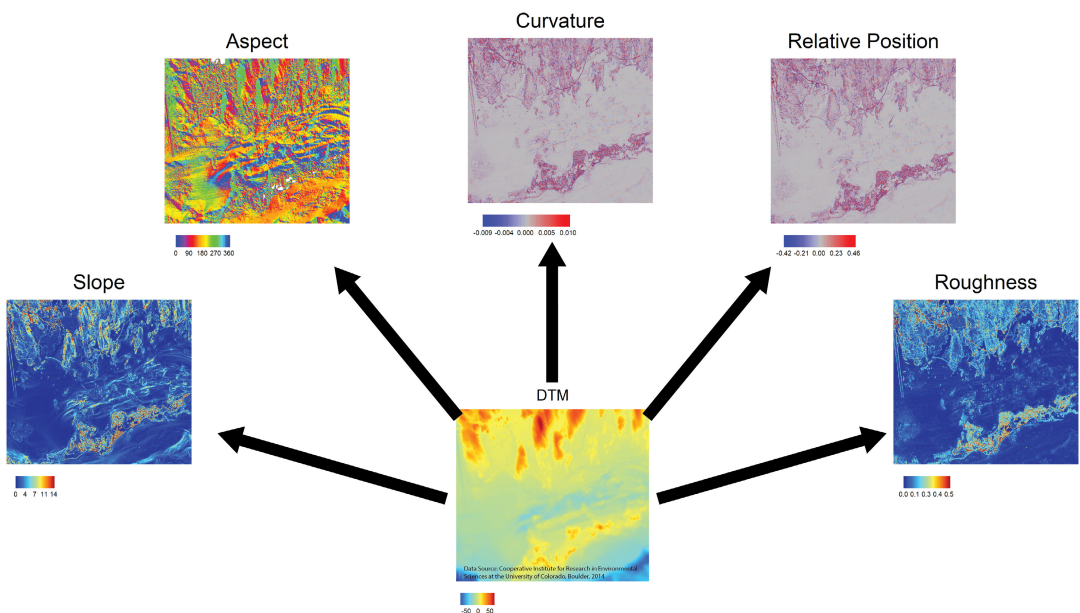 Curvature
Aspect
Relative Position
-0.009 -0.004 0.000 0.005 0.010
0 90 180 270 360
-0.42 -0.21 0.00 0.23 0.46
Slope
Roughness
DTM
0 4 7 11 14
0.0 0.1 0.2 0.3 0.4 0.5
Data Source: Cooperative Institute for Research in Environmental
Sciences at the University of Colorado, Boulder, 2014.
-50 0 50